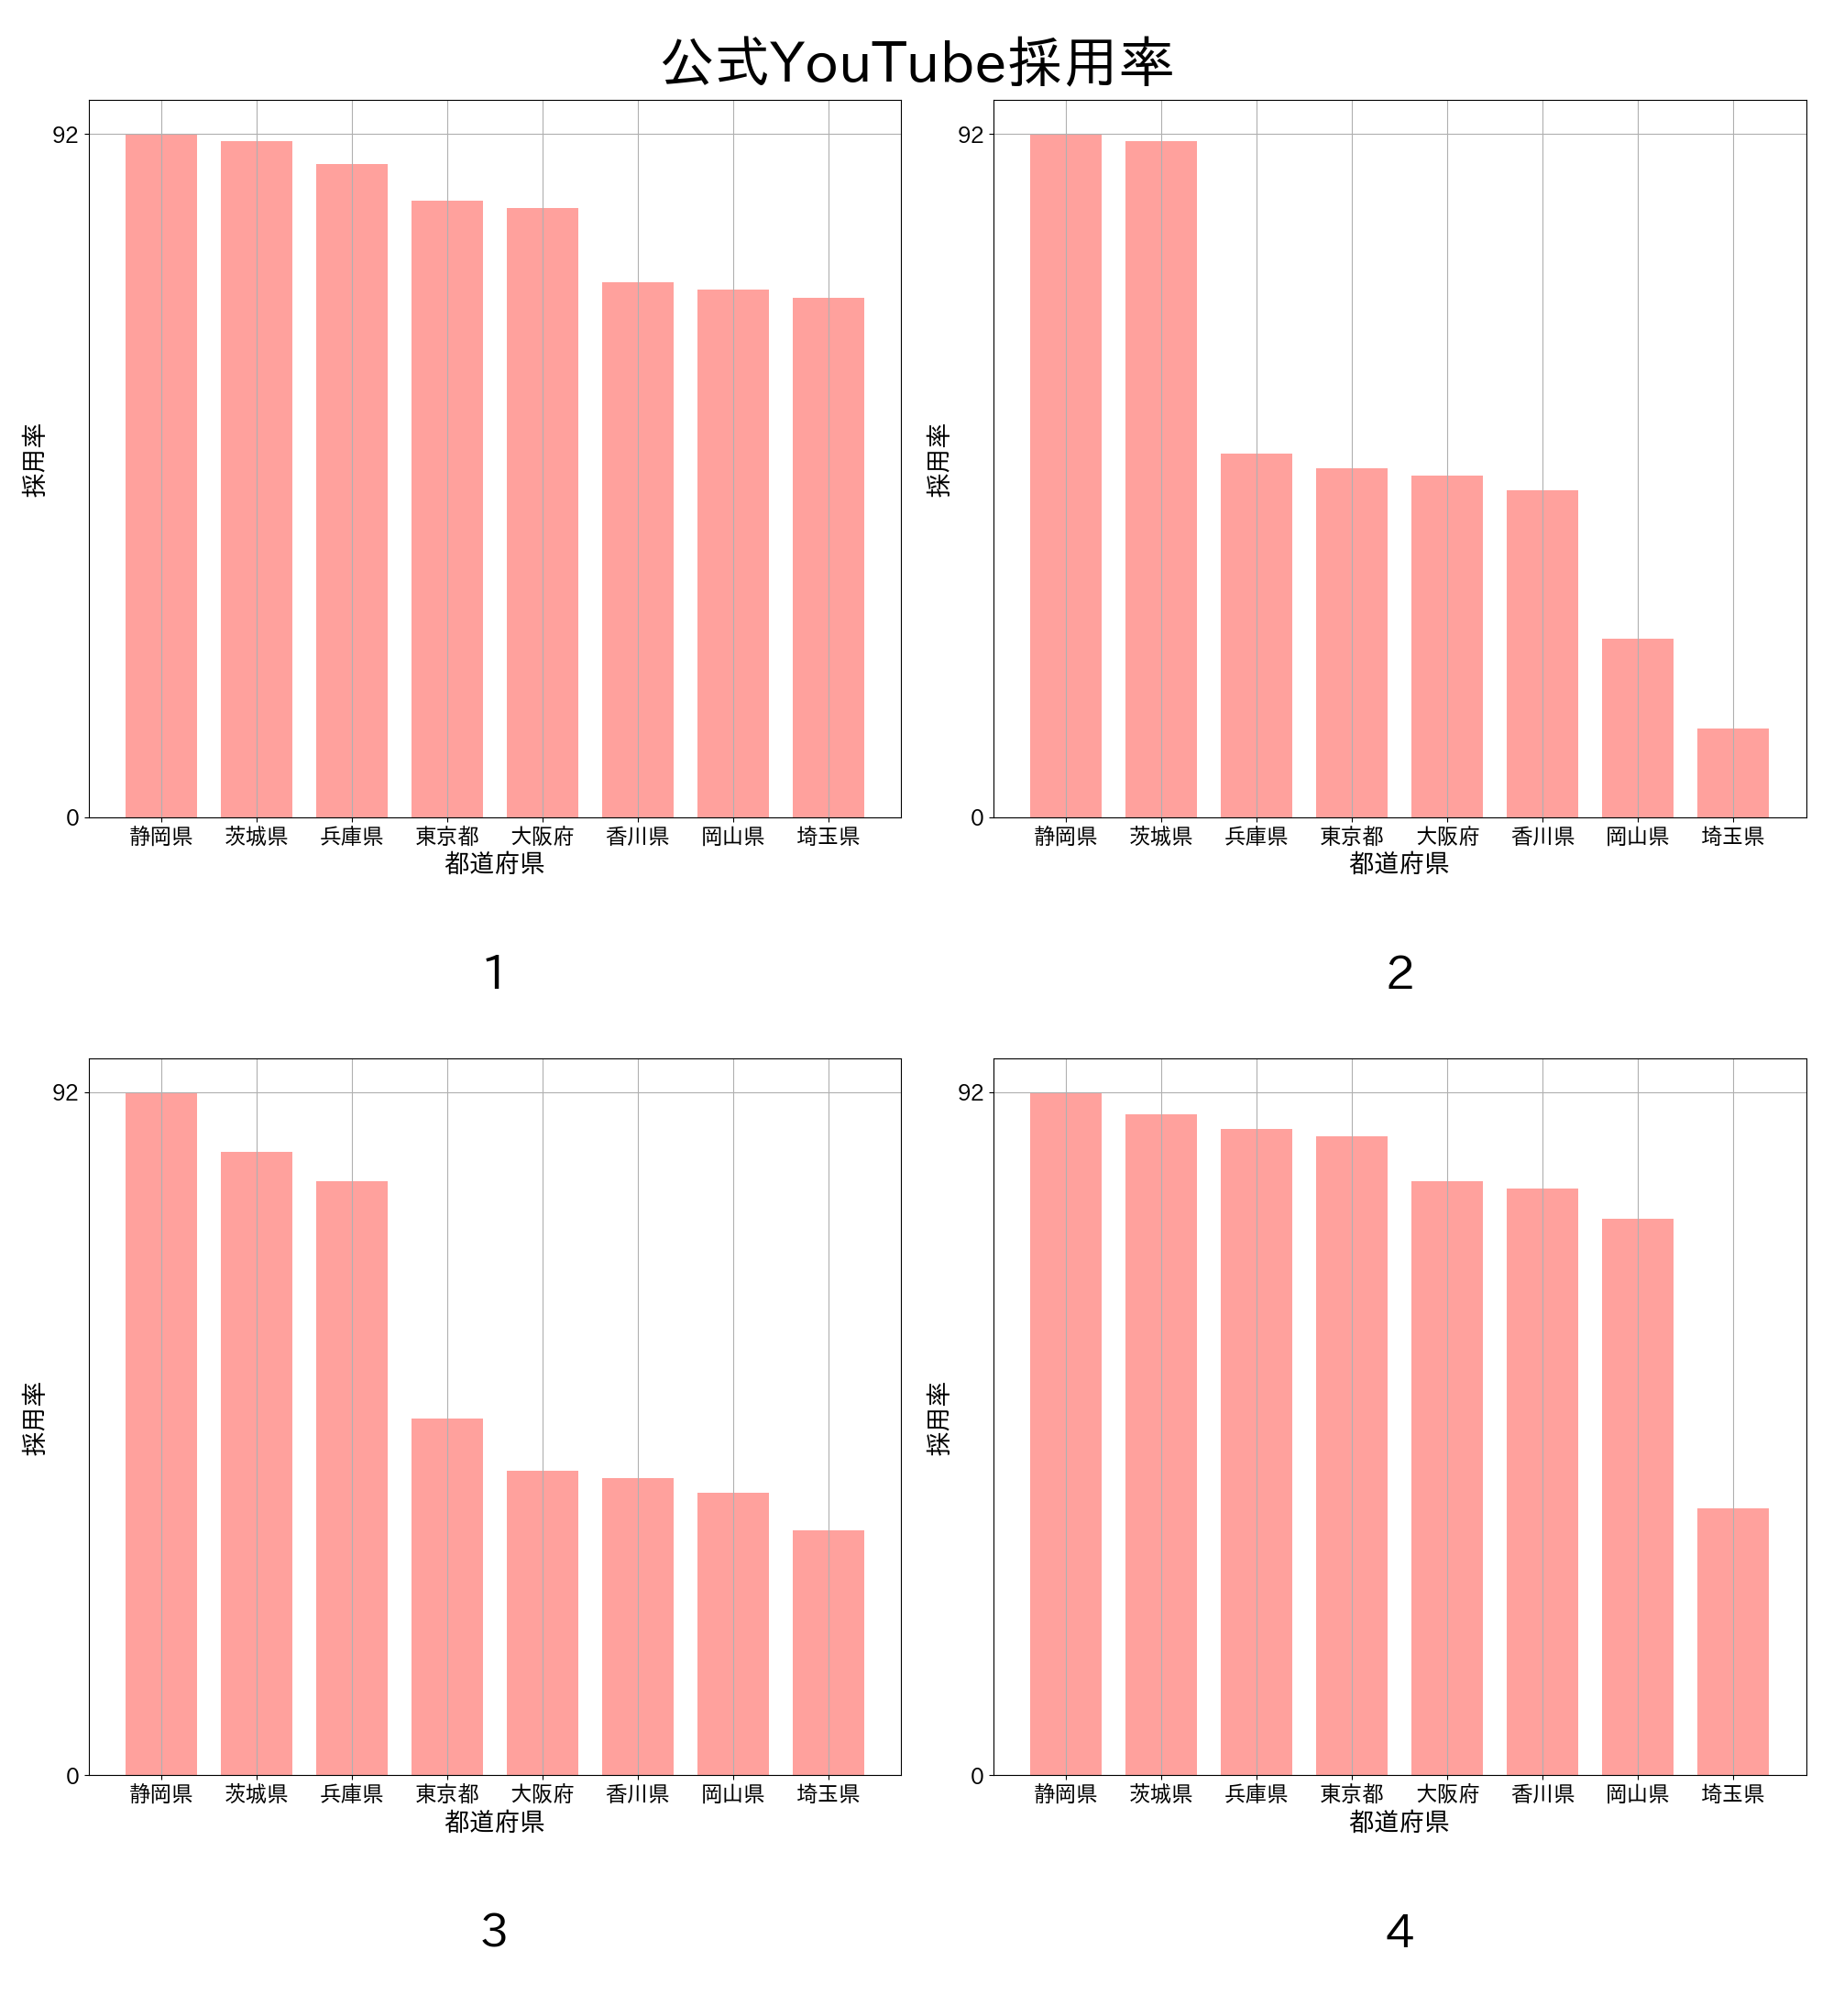 公式YouTube採用率
92
0
採用率
静岡県 茨城県 兵庫県 東京都 大阪府 香川県 岡山県 埼玉県
都道府県
1
92
0
採用率
静岡県 茨城県 兵庫県 東京都 大阪府 香川県 岡山県 埼玉県
都道府県
2
92
0
採用率
静岡県 茨城県 兵庫県 東京都 大阪府 香川県 岡山県 埼玉県
都道府県
3
92
0
採用率
静岡県 茨城県 兵庫県 東京都 大阪府 香川県 岡山県 埼玉県
都道府県
4